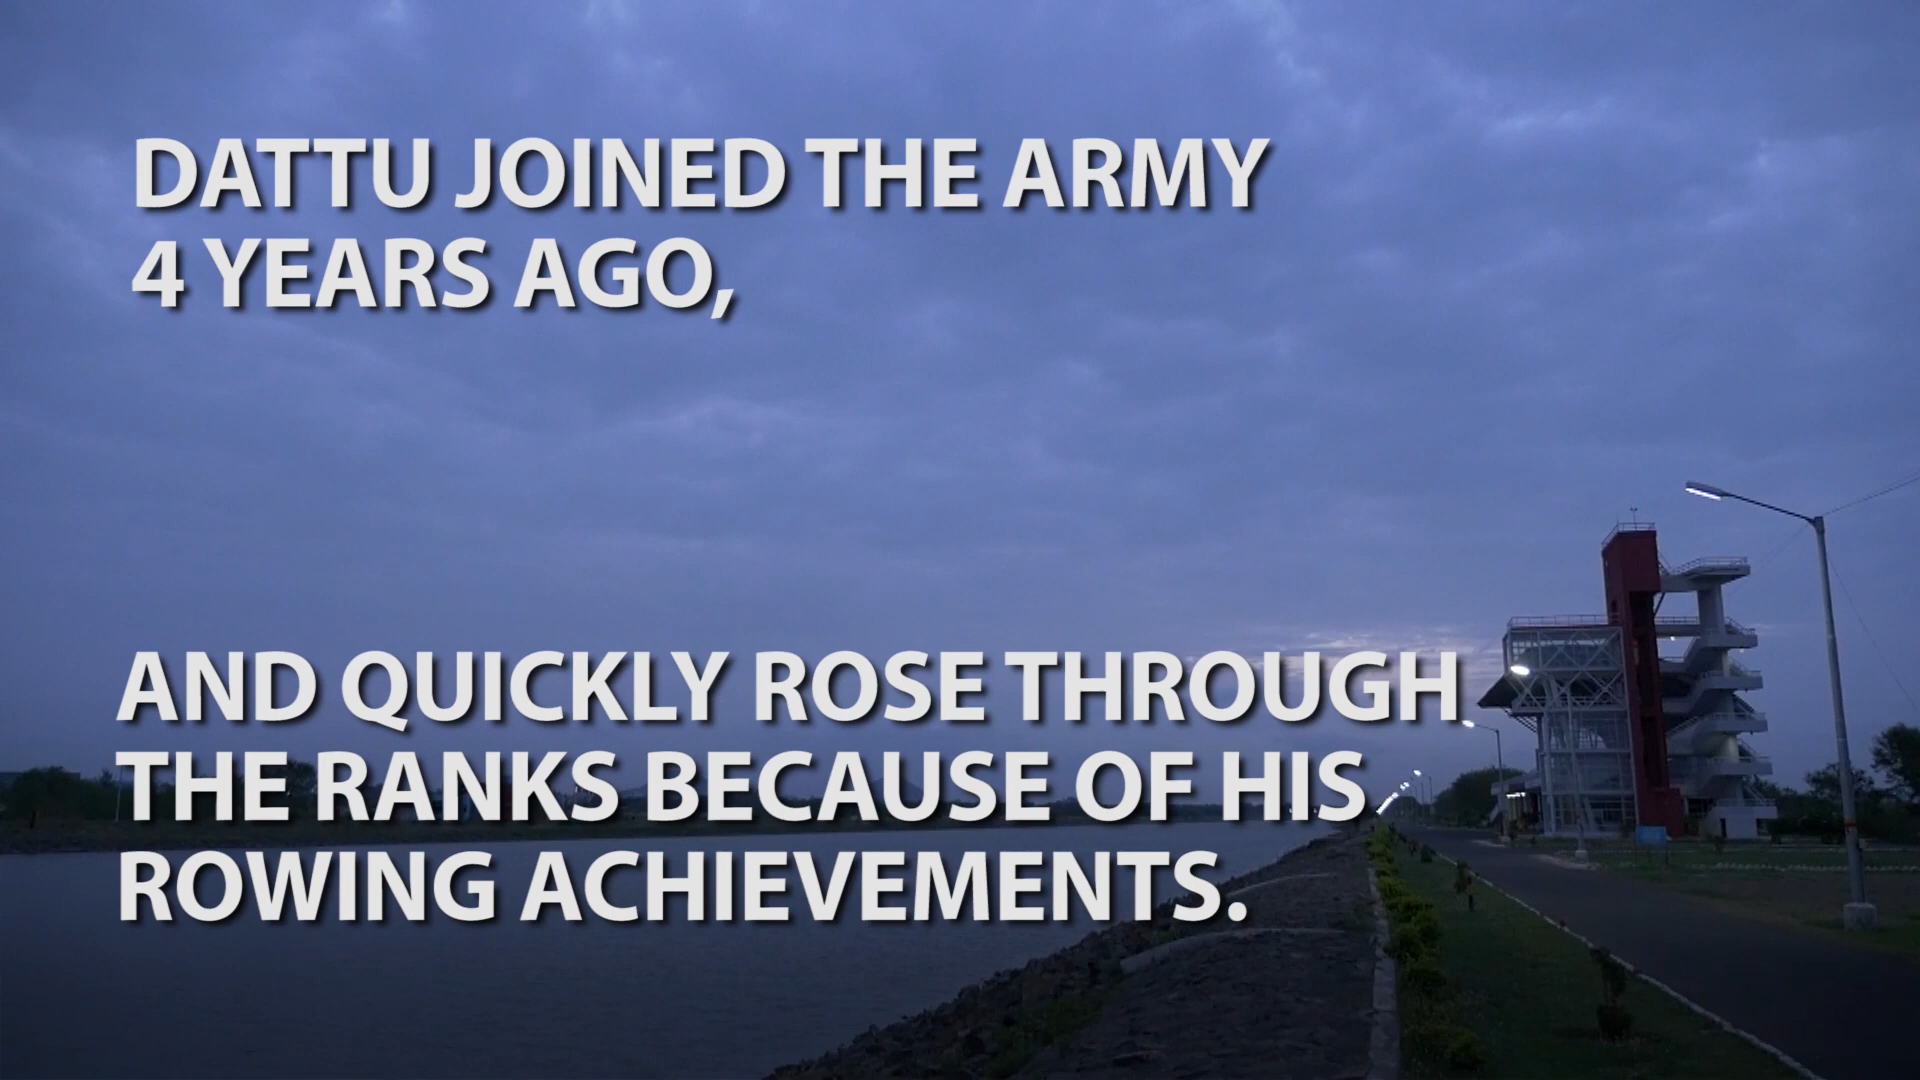 DATTU JOINED THE ARMY
4 YEARS AGO,
AND QUICKLY ROSE THROUGH
THE RANKS BECAUSE OF HIS
ROWING ACHIEVEMENTS.